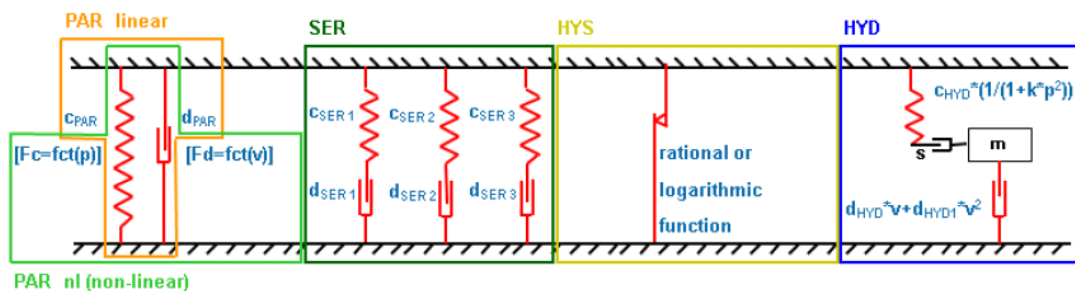 PAR linear
SER
HYS
HYD
cPAR
dPAR
[Fc=fct(p)]
[Fd=fct(v)]
cSER 1
cSER 2
cSER 3
dSER 1
dSER 2
dSER 3
rational or
logarithmic
function
cHYD*(1/(1+k*p²))
s
m
dHYD*v+dHYD1*v²
PAR nl (non-linear)